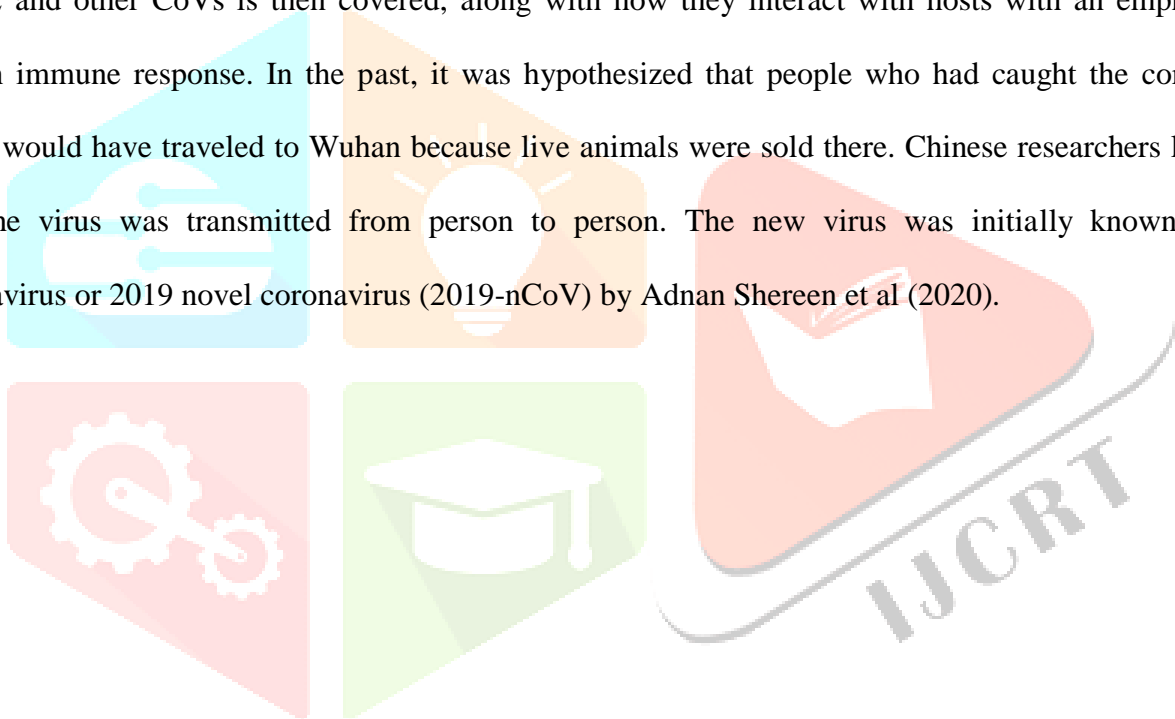 and other CoVs is then covered, along with how they interact with hosts with an
immune response. In the past, it was hypothesized that people who had caught the
would have traveled to Wuhan because live animals were sold there. Chinese researchers
virus was transmitted from person to person. The new virus was initially known
or 2019 novel coronavirus (2019-nCoV) by Adnan Shereen et al (2020).
IJCRT